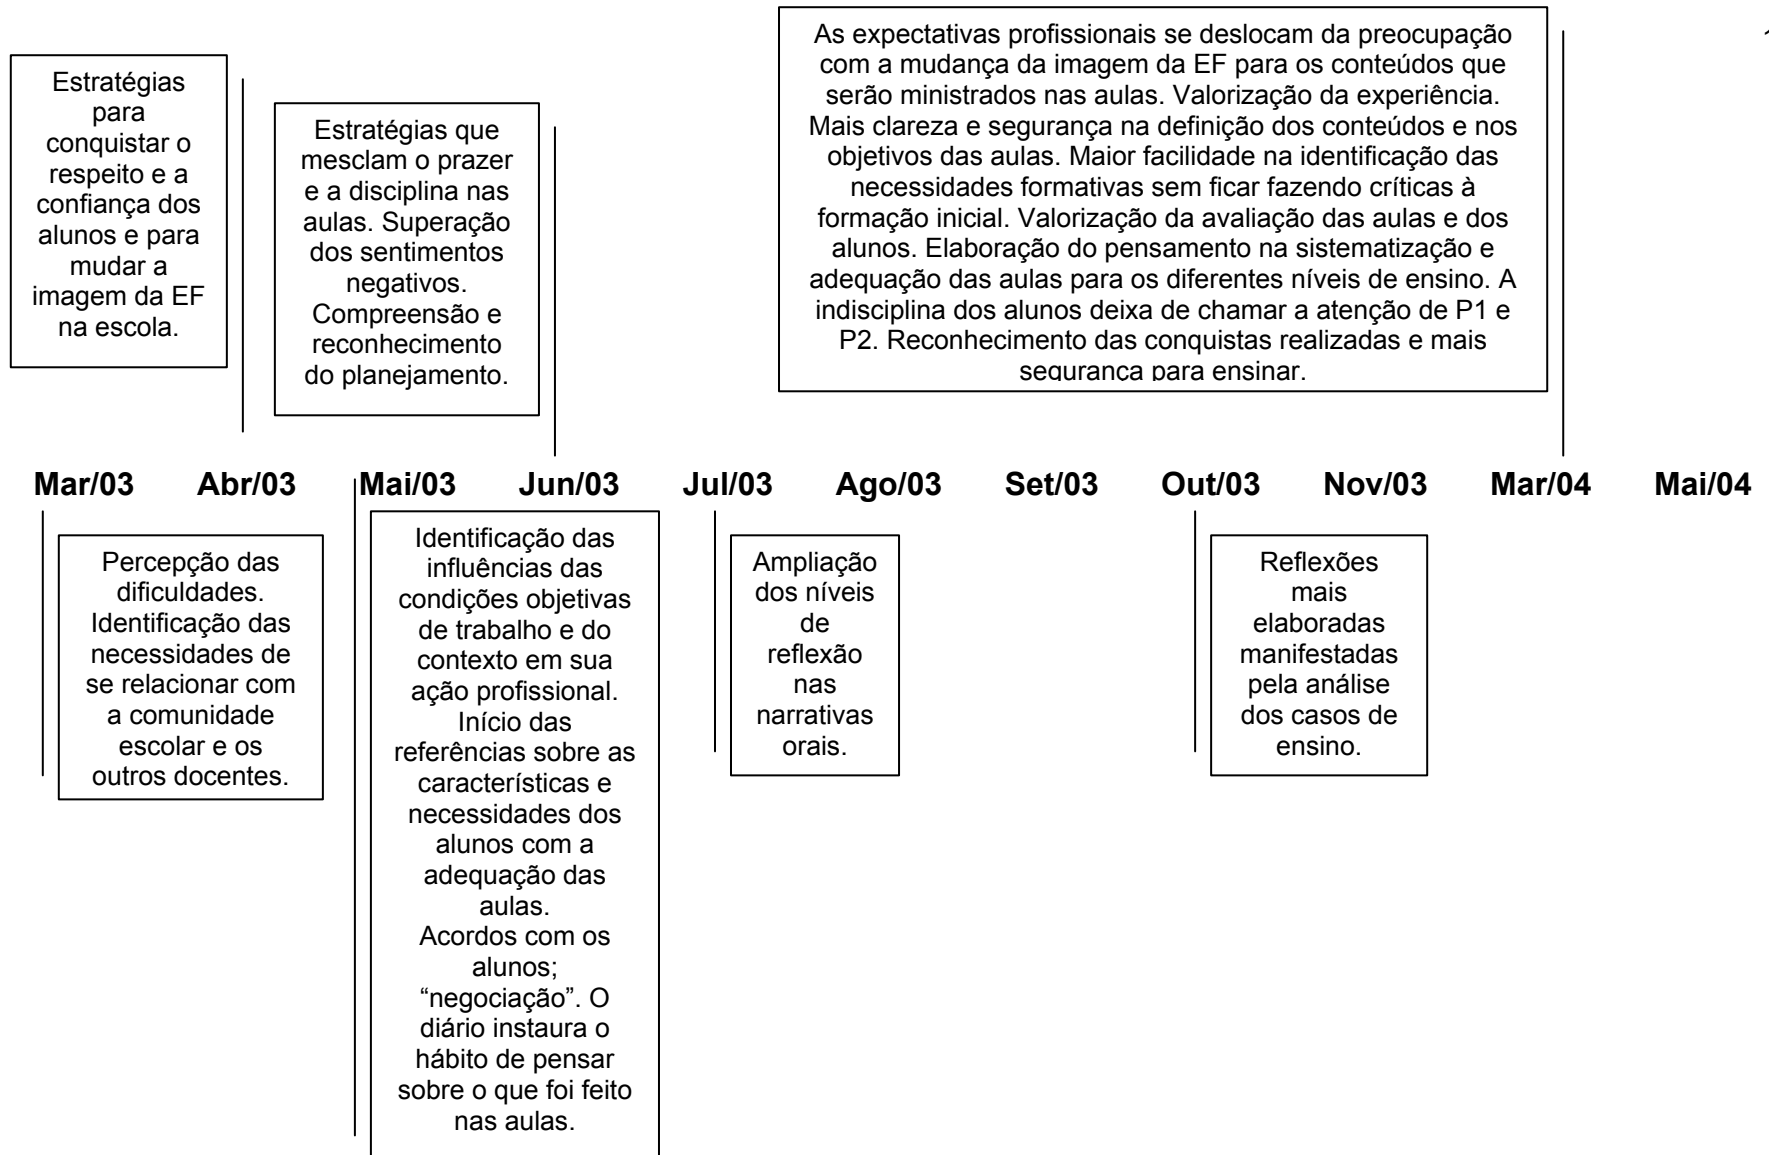 Estratégias
para
conquistar o
respeito e a
confiança dos
alunos e para
mudar a
imagem da EF
na escola.
Estratégias que
mesclam o prazer
e a disciplina nas
aulas. Superação
dos sentimentos
negativos.
Compreensão e
reconhecimento
do planejamento.
As expectativas profissionais se deslocam da preocupação
com a mudança da imagem da EF para os conteúdos que
serão ministrados nas aulas. Valorização da experiência.
Mais clareza e segurança na definição dos conteúdos e nos
objetivos das aulas. Maior facilidade na identificação das
necessidades formativas sem ficar fazendo críticas à
formação inicial. Valorização da avaliação das aulas e dos
alunos. Elaboração do pensamento na sistematização e
adequação das aulas para os diferentes níveis de ensino. A
indisciplina dos alunos deixa de chamar a atenção de P1 e
P2. Reconhecimento das conquistas realizadas e mais
segurança para ensinar.
Mar/03 Abr/03 Mai/03 Jun/03 Jul/03 Ago/03 Set/03 Out/03 Nov/03 Mar/04 Mai/04
Percepção das
dificuldades.
Identificação das
necessidades de
se relacionar com
a comunidade
escolar e os
outros docentes.
Identificação das
influências das
condições objetivas
de trabalho e do
contexto em sua
ação profissional.
Início das
referências sobre as
características e
necessidades dos
alunos com a
adequação das
aulas.
Acordos com os
alunos;
“negociação”. O
diário instaura o
hábito de pensar
sobre o que foi feito
nas aulas.
Ampliação
dos níveis
de
reflexão
nas
narrativas
orais.
Reflexões
mais
elaboradas
manifestadas
pela análise
dos casos de
ensino.